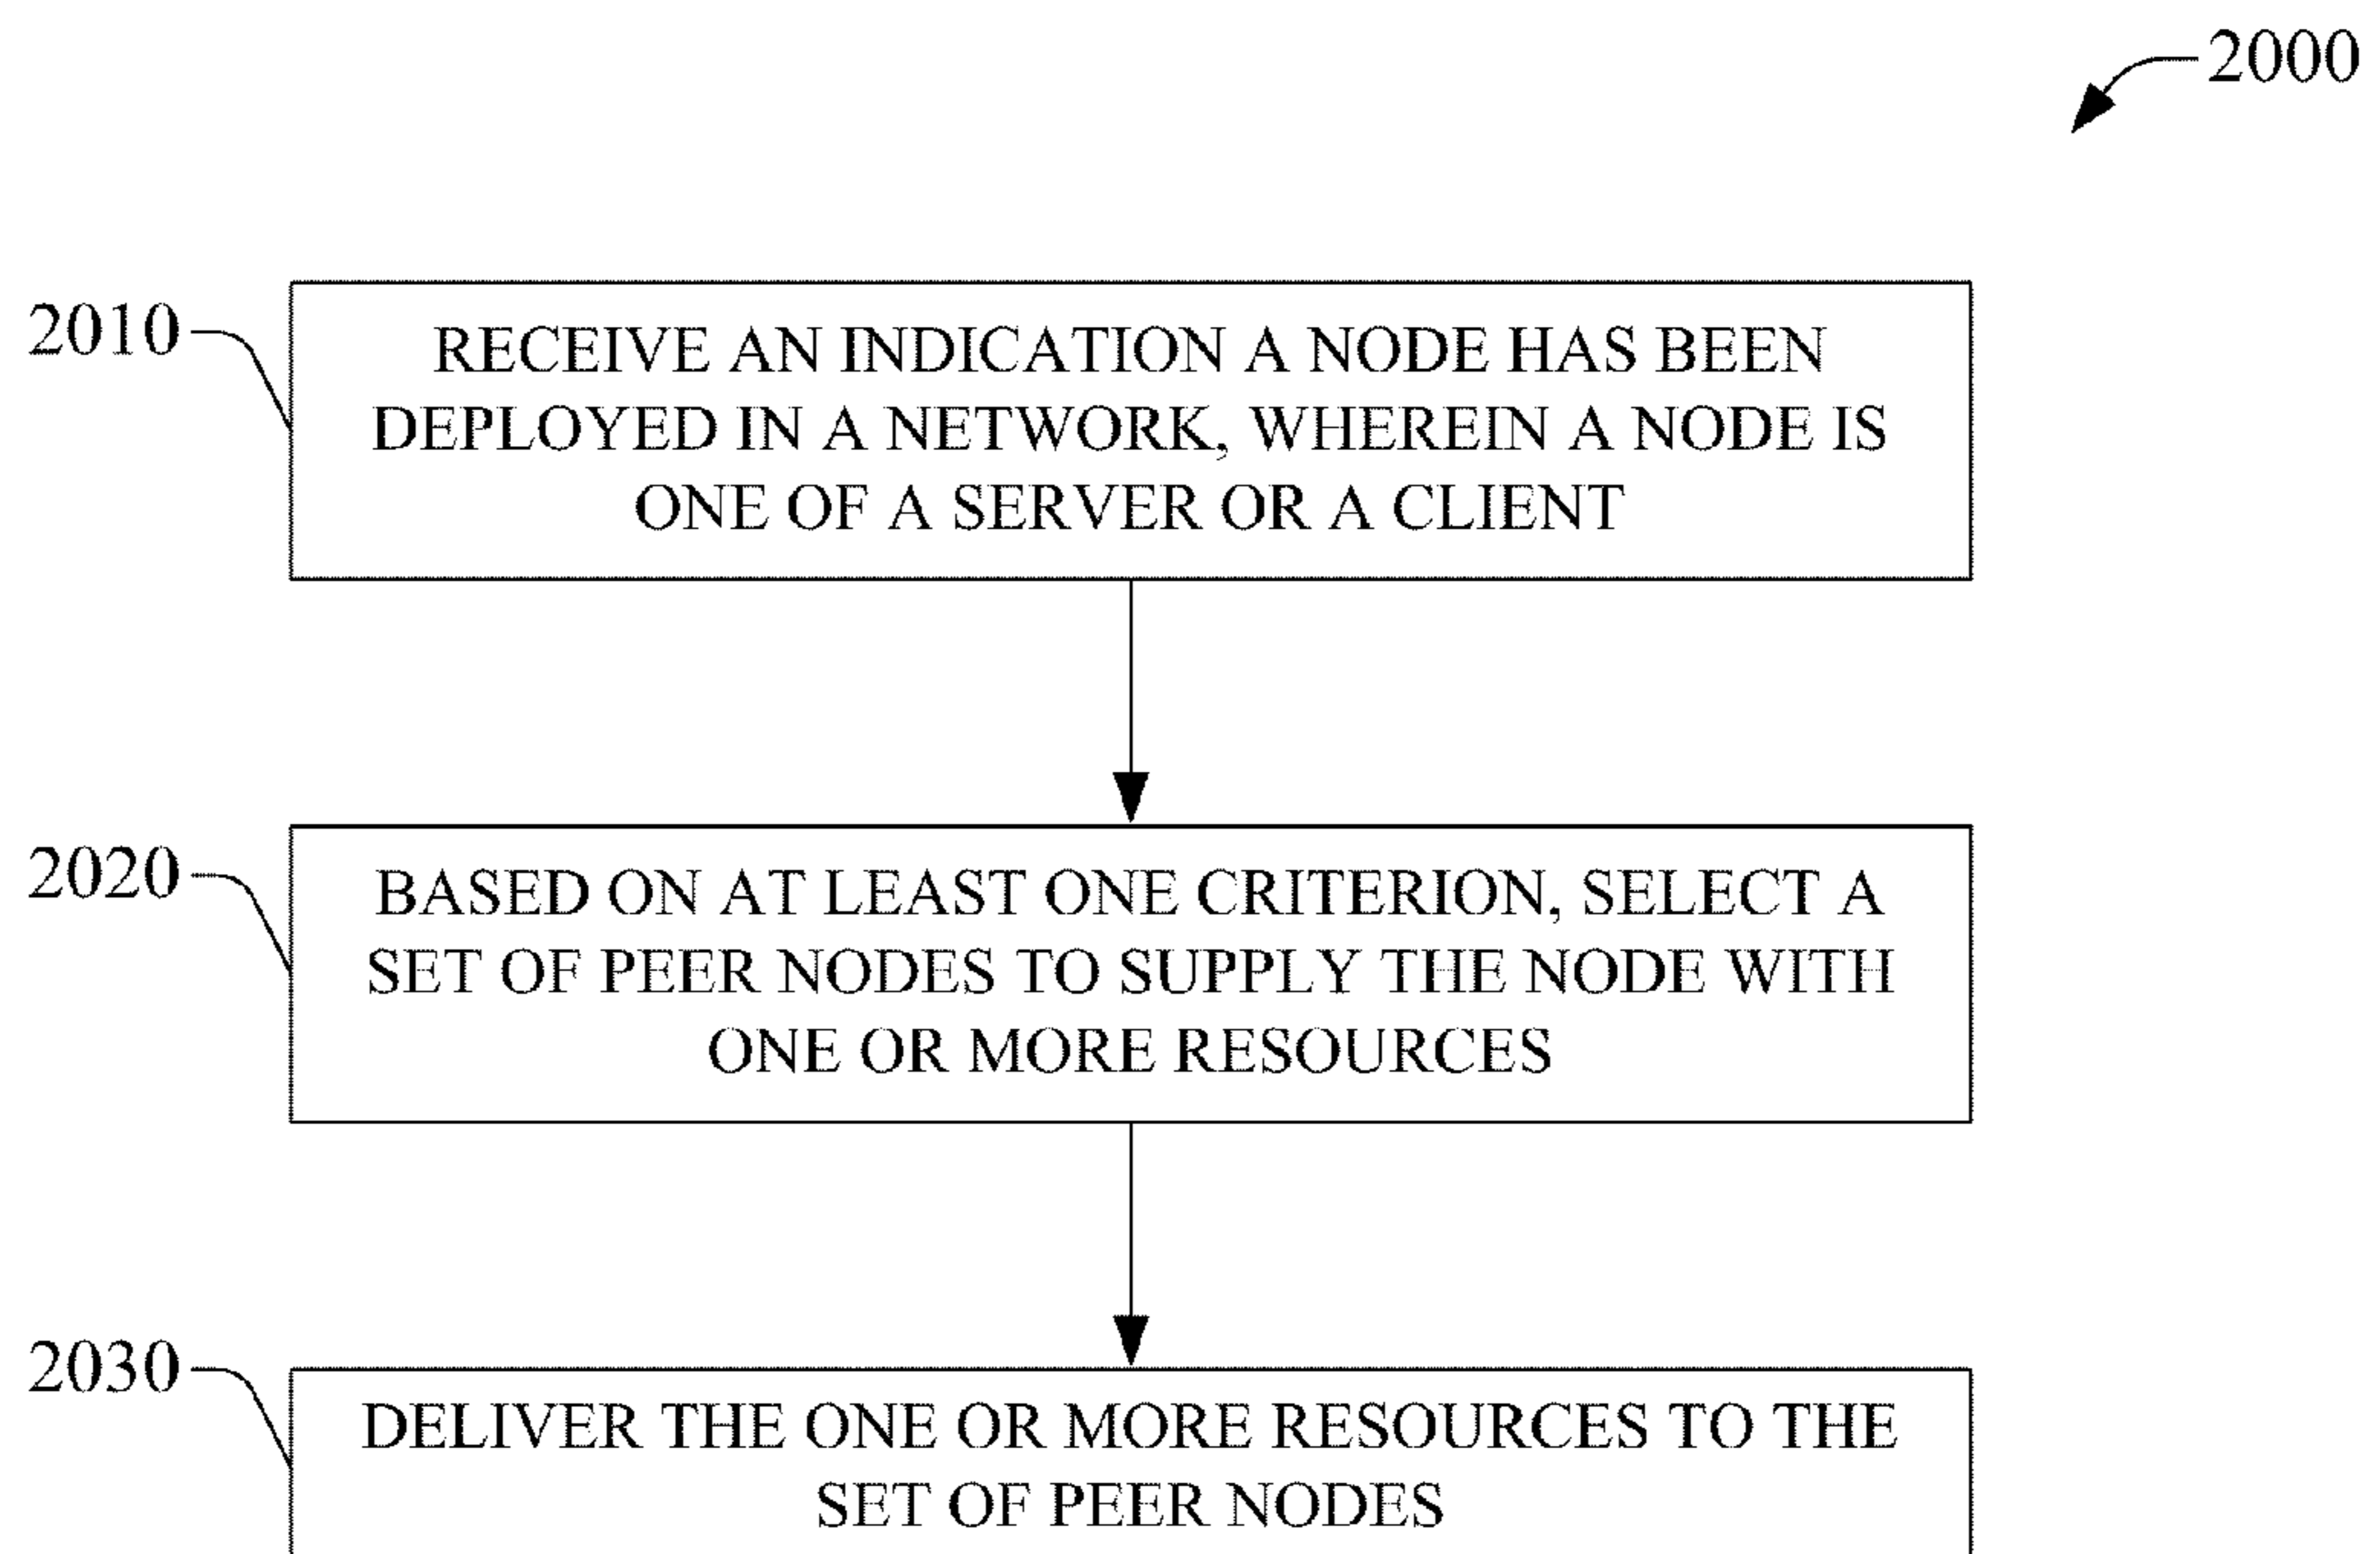 2000
2010
RECEIVE AN INDICATION A NODE HAS BEEN
DEPLOYED IN A NETWORK, WHEREIN A NODE IS
ONE OF A SERVER OR A CLIENT
2020
BASED ON AT LEAST ONE CRITERION, SELECT A
SET OF PEER NODES TO SUPPLY THE NODE WITH
ONE OR MORE RESOURCES
2030
DELIVER THE ONE OR MORE RESOURCES TO THE
SET OF PEER NODES